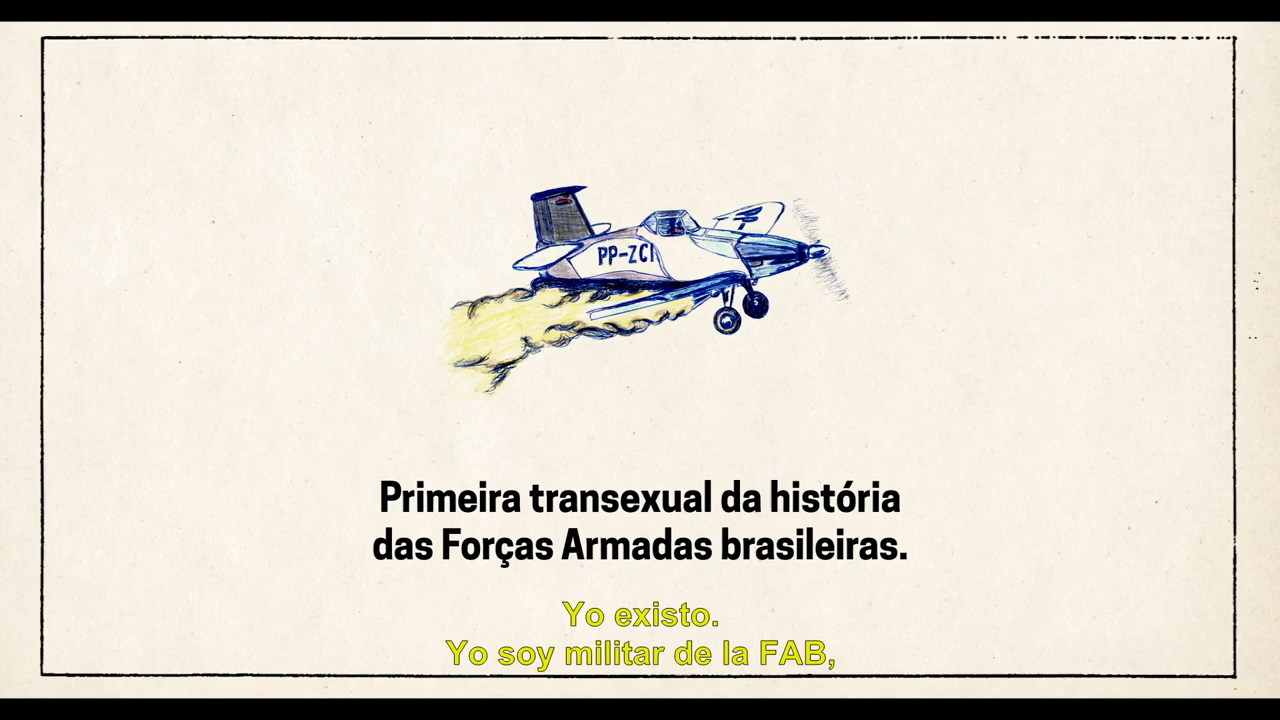 PP-ZCI
Primeira transexual da história
das Forças Armadas brasileiras.
Yo existo.
Yo soy militar de la FAB,